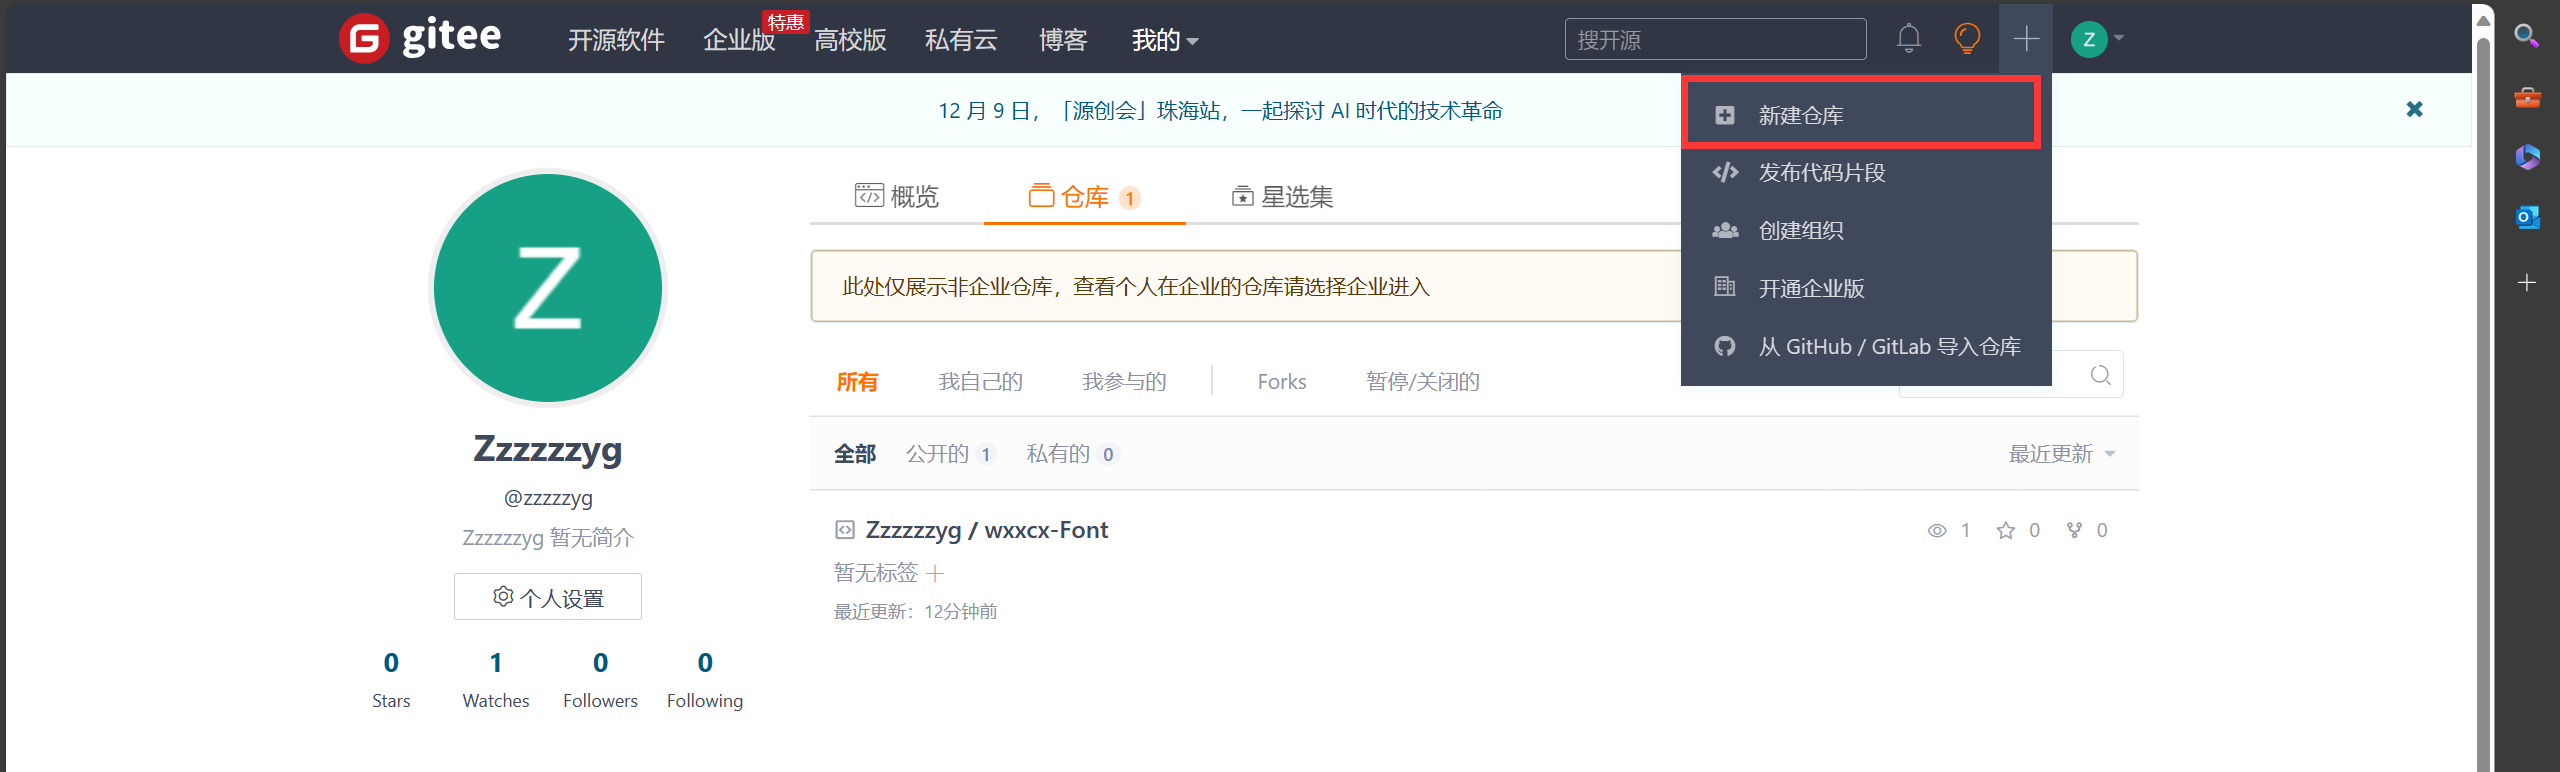 gitee
开源软件 企业版 特惠 高校版 私有云 博客 我的
搜开源
Z
12 月 9 日，「源创会」珠海站，一起探讨 AI 时代的技术革命
新建仓库
发布代码片段
创建组织
开通企业版
从 GitHub / GitLab 导入仓库
Z
Zzzzzzyg
@zzzzzyg
Zzzzzzyg 暂无简介
个人设置
0 1 0 0
Stars Watches Followers Following
概览 仓库 1 星选集
此处仅展示非企业仓库，查看个人在企业的仓库请选择企业进入
所有 我自己的 我参与的 Forks 暂停/关闭的
全部 公开的 1 私有的 0 最近更新
Zzzzzzyg / wxxcx-Font 1 0 0
暂无标签
最近更新：12分钟前